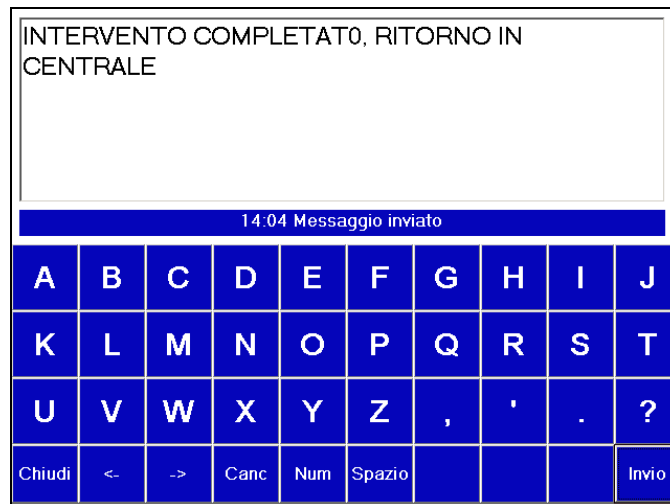 INTERVENTO COMPLETAT0, RITORNO IN
CENTRALE
14:04 Messaggio inviato
A B C D E F G H I J
K L M N O P Q R S T
U V W X Y Z , ' . ?
Chiudi <- -> Canc Num Spazio Invio